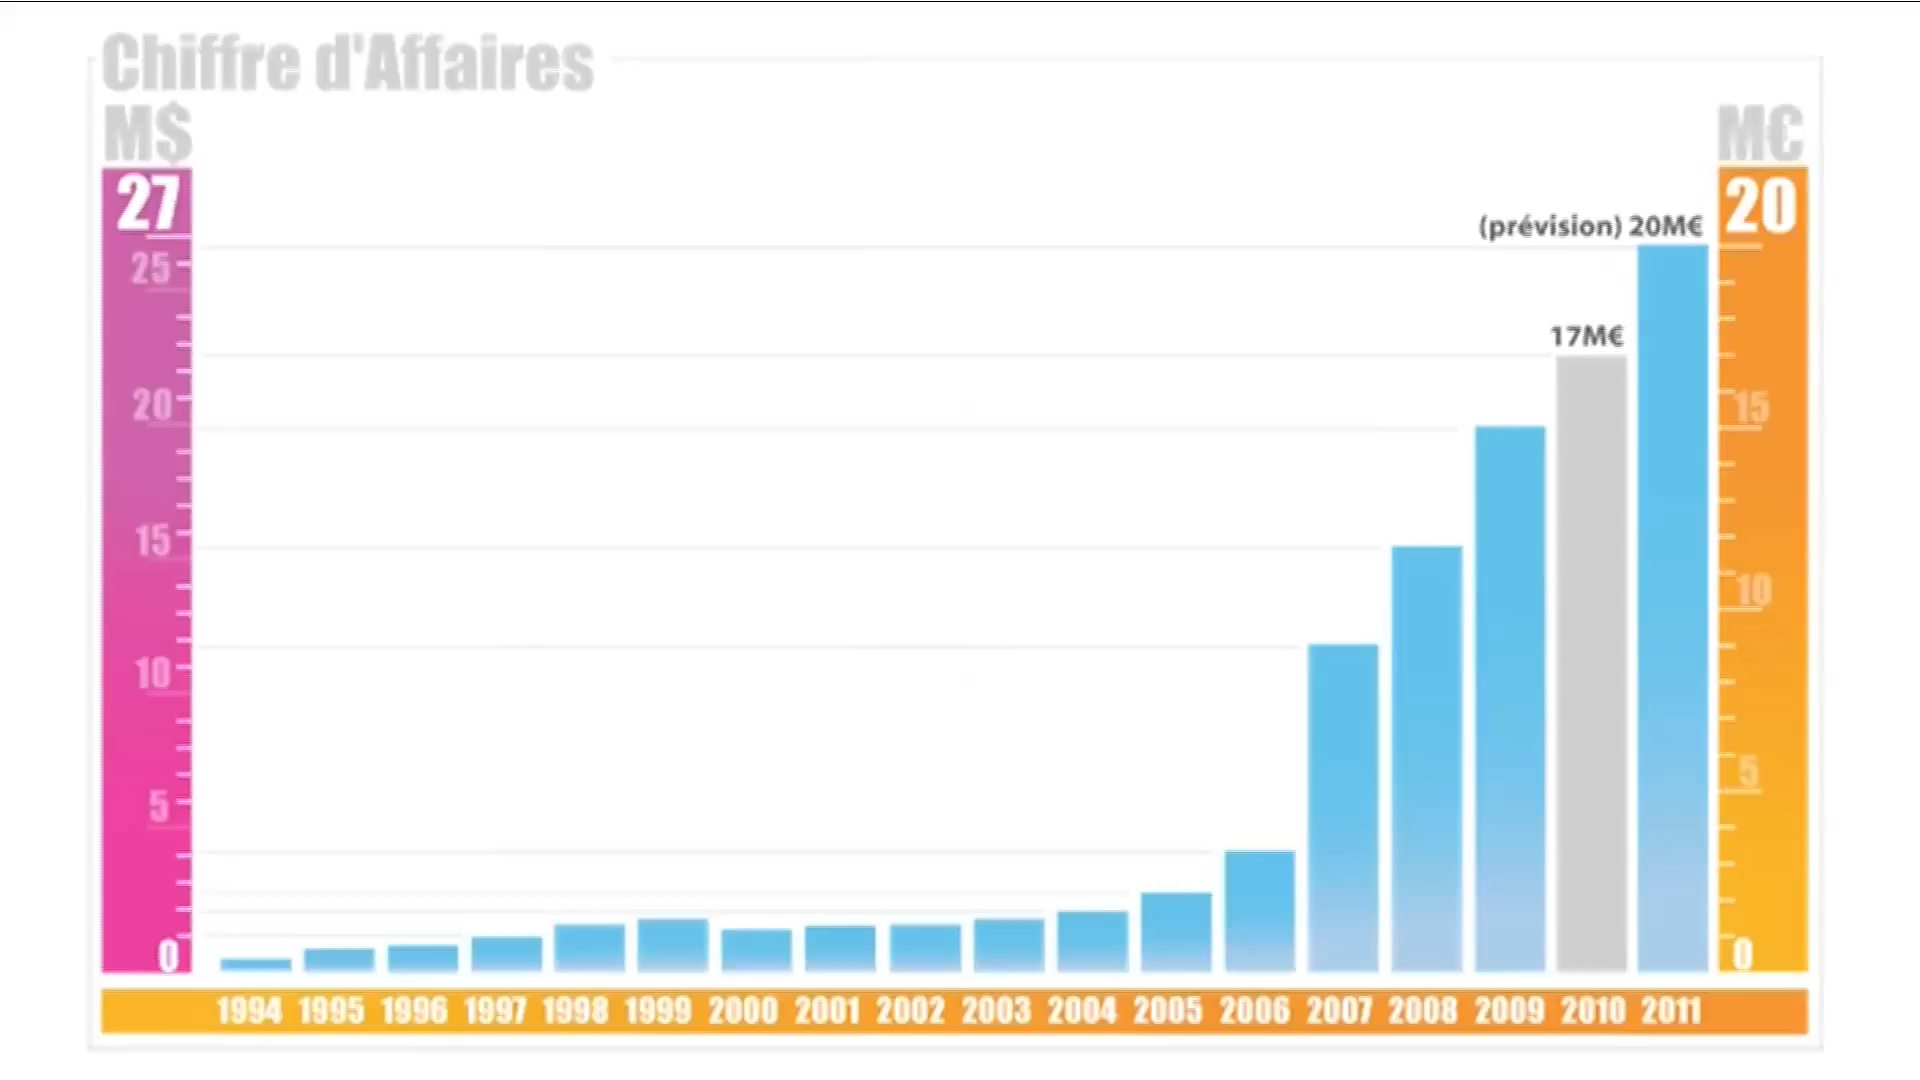 Chiffre d'Affaires
M$
M€
27
20
(prévision) 20M€
25
17M€
20
15
15
10
10
5
5
0
0
1994 1995 1996 1997 1998 1999 2000 2001 2002 2003 2004 2005 2006 2007 2008 2009 2010 2011